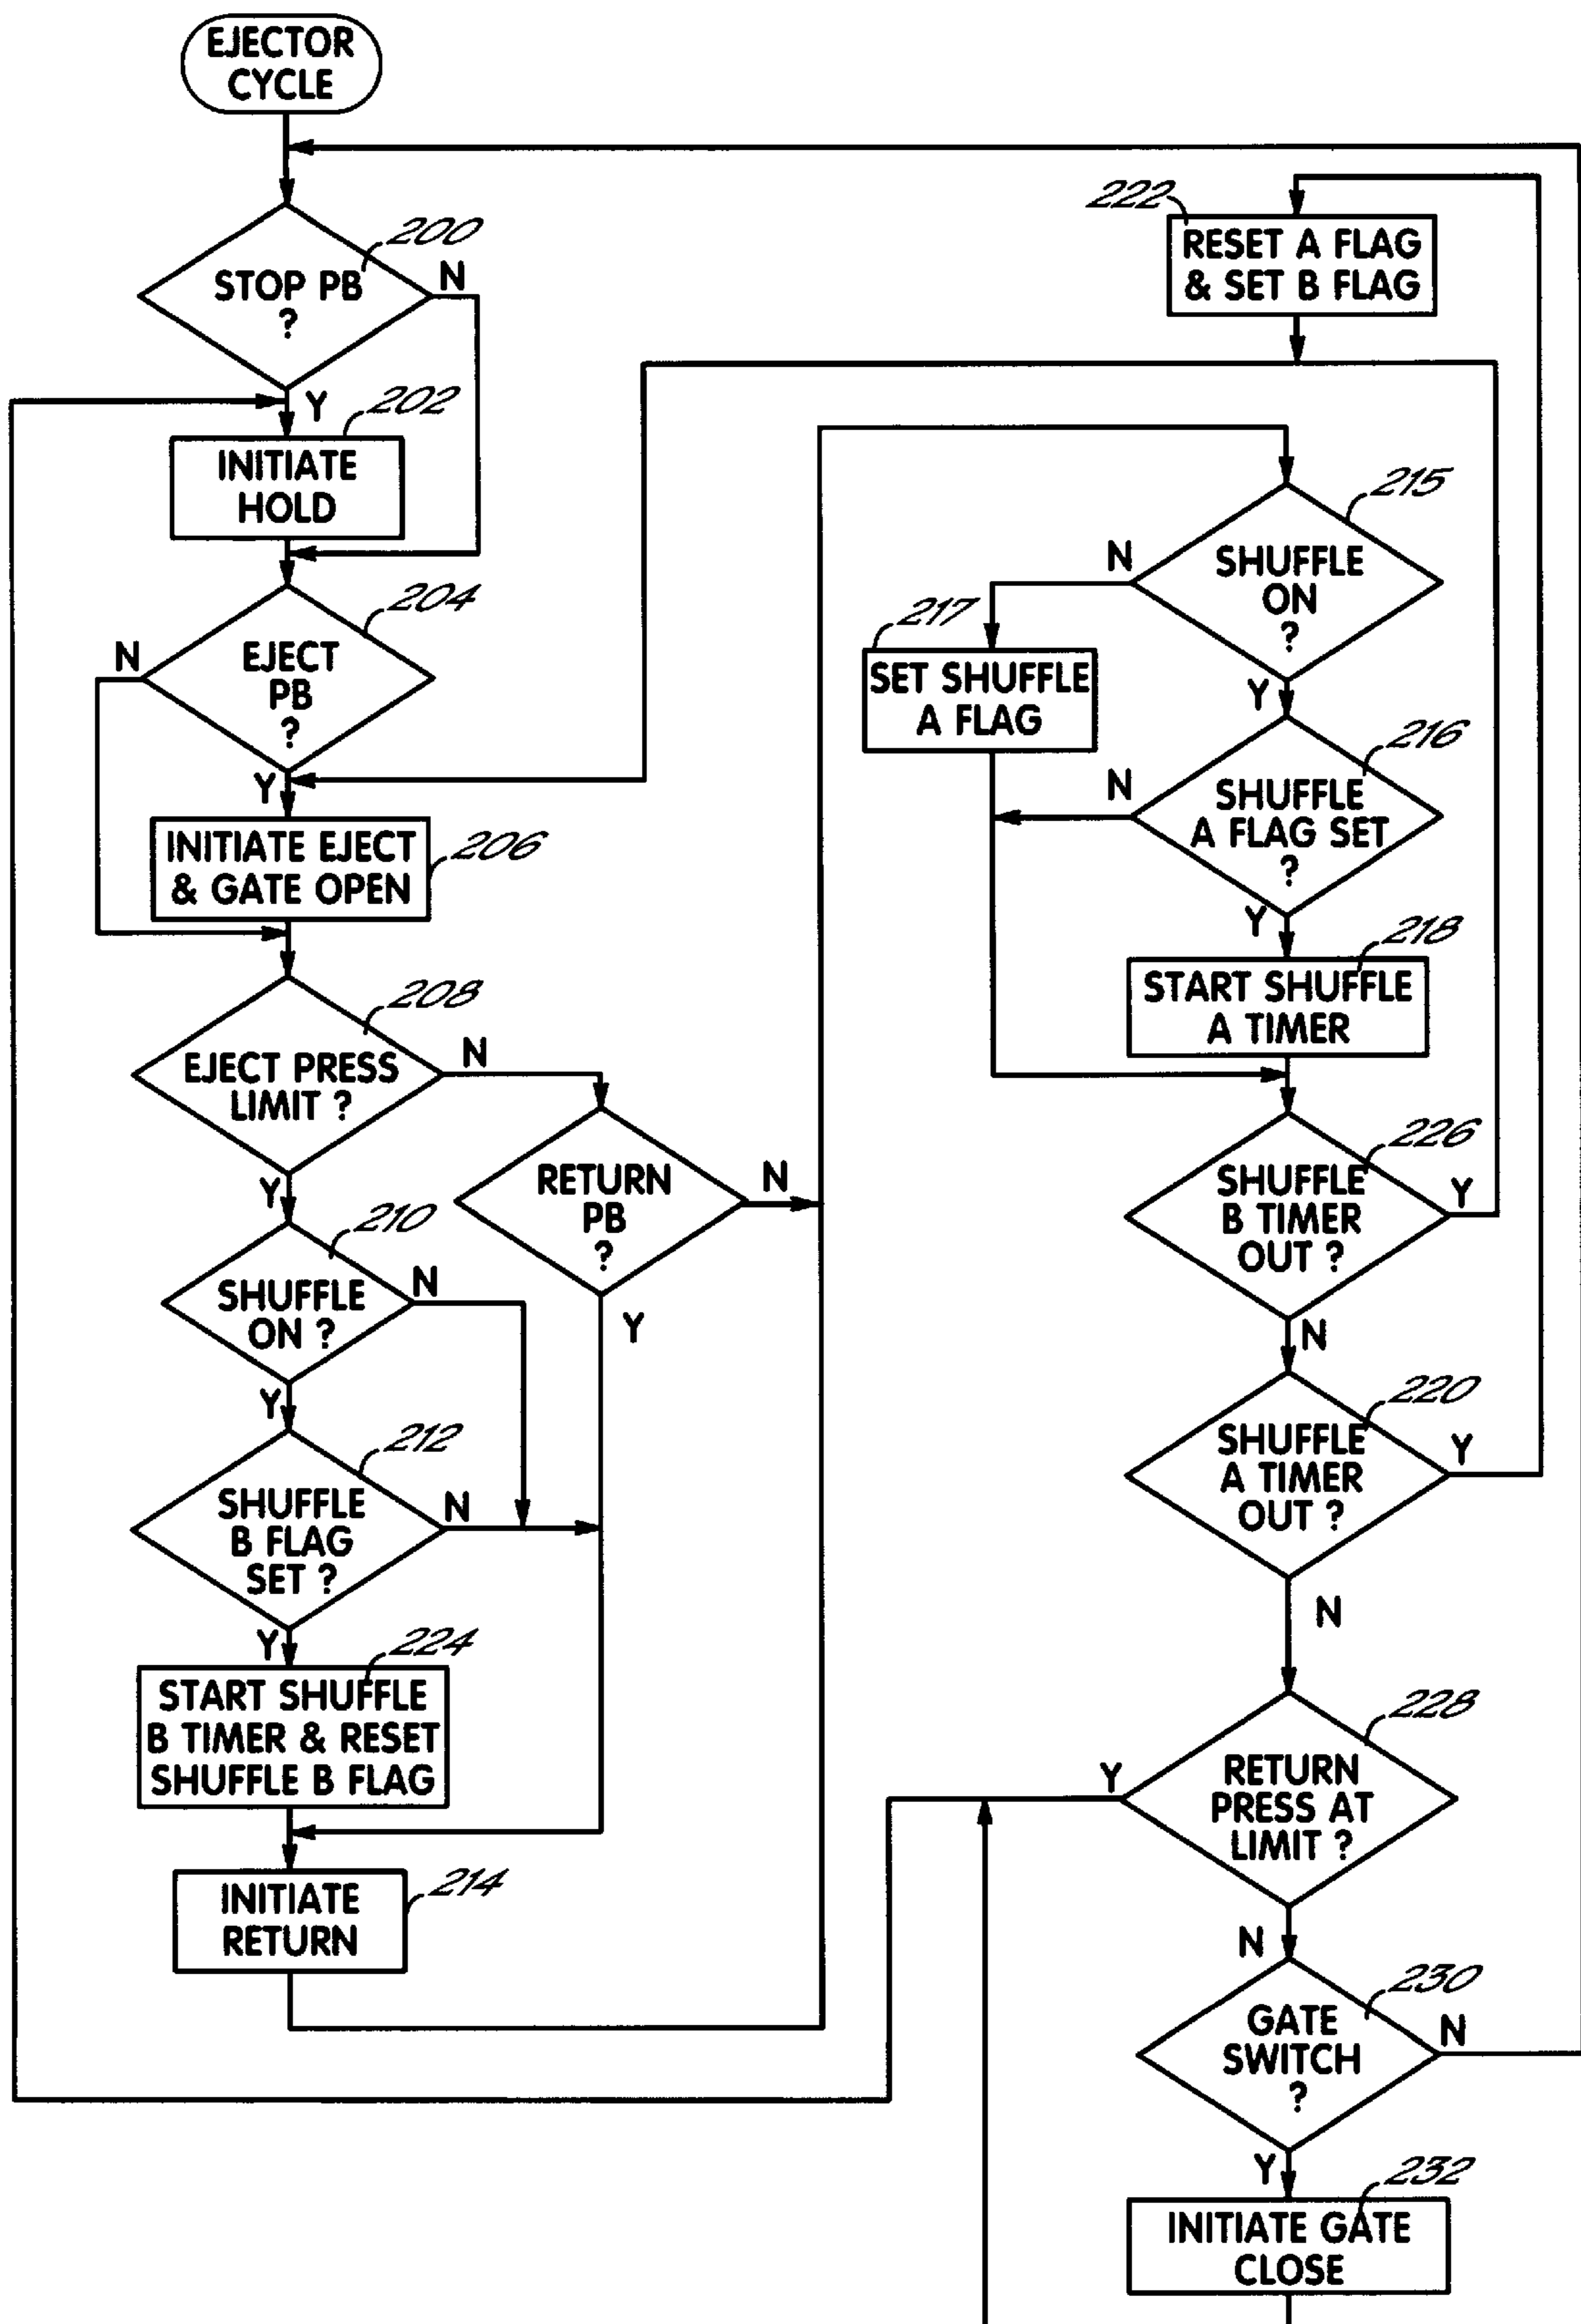 EJECTOR
CYCLE
200
STOP PB
?
N
Y
202
INITIATE
HOLD
204
EJECT
PB
?
N
Y
INITIATE EJECT
& GATE OPEN
206
208
EJECT PRESS
LIMIT ?
N
Y
RETURN
PB
?
N
Y
210
SHUFFLE
ON ?
N
Y
212
SHUFFLE
B FLAG
SET ?
N
Y
224
START SHUFFLE
B TIMER & RESET
SHUFFLE B FLAG
INITIATE
RETURN
214
222
RESET A FLAG
& SET B FLAG
215
SHUFFLE
ON
?
N
Y
217
SET SHUFFLE
A FLAG
216
SHUFFLE
A FLAG SET
?
N
Y
218
START SHUFFLE
A TIMER
226
SHUFFLE
B TIMER
OUT ?
Y
N
220
SHUFFLE
A TIMER
OUT ?
Y
N
228
RETURN
PRESS AT
LIMIT ?
Y
N
230
GATE
SWITCH
?
N
Y
232
INITIATE GATE
CLOSE